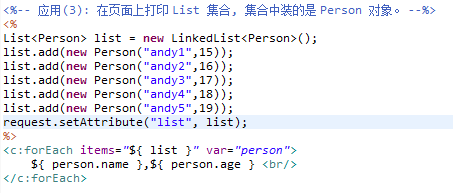 <%-- 应用(3): 在页面上打印 List 集合, 集合中装的是 Person 对象。 --%>
<%
List<Person> list = new LinkedList<Person>();
list.add(new Person("andy1",15));
list.add(new Person("andy2",16));
list.add(new Person("andy3",17));
list.add(new Person("andy4",18));
list.add(new Person("andy5",19));
request.setAttribute("list", list);
%>
<c:forEach items="${ list }" var="person">
    ${ person.name },${ person.age } <br/>
</c:forEach>